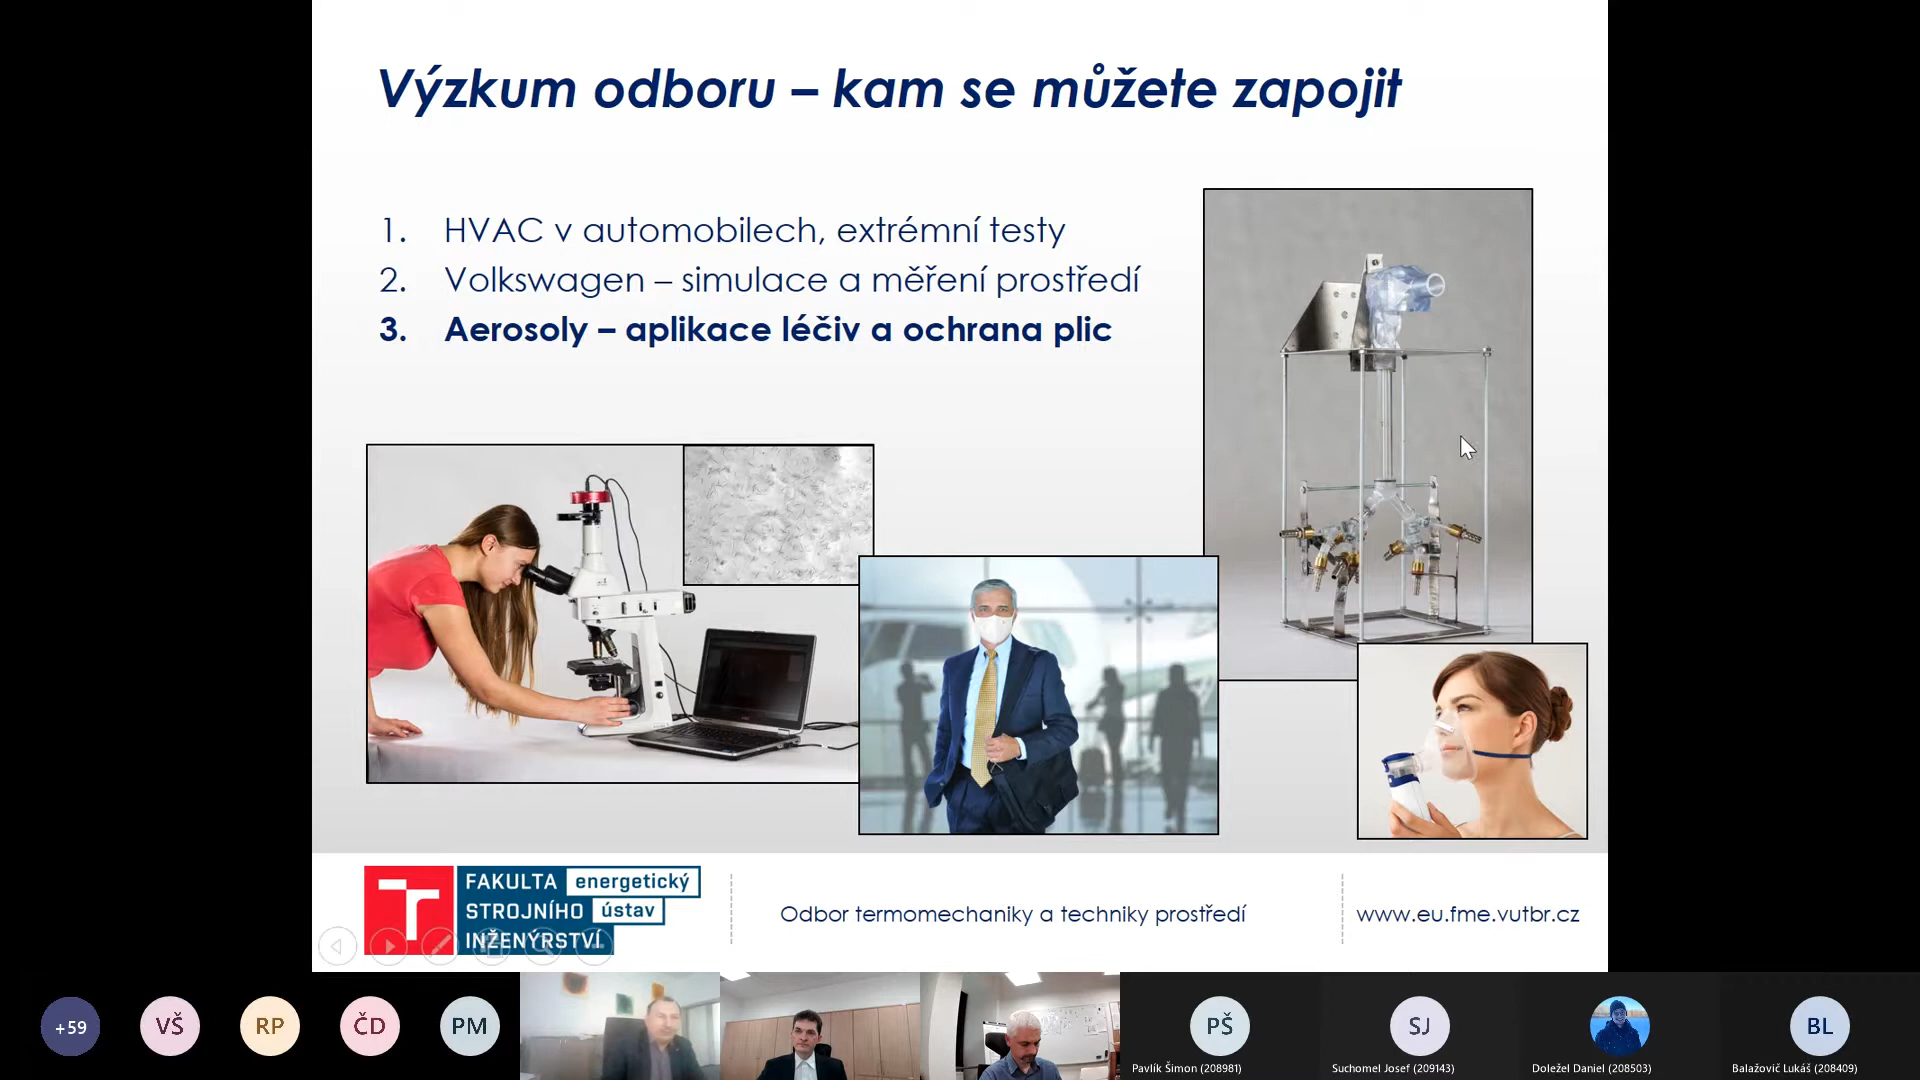 Výzkum odboru – kam se můžete zapojit
1. HVAC v automobilech, extrémní testy
2. Volkswagen – simulace a měření prostředí
3. Aerosoly – aplikace léčiv a ochrana plic
FAKULTA energetický
STROJNÍHO ústav
INŽENÝRSTVÍ
Odbor termomechaniky a techniky prostředí
www.eu.fme.vutbr.cz
+59
VŠ
RP
ČD
PM
PŠ
SJ
BL
Pavlík Šimon (208981)
Suchomel Josef (209143)
Doležel Daniel (208503)
Balažovič Lukáš (208409)